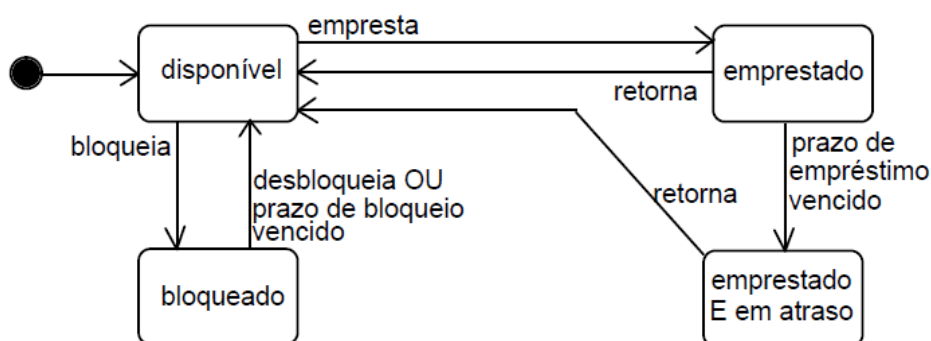 empresta
disponível
emprestado
retorna
bloqueia
desbloqueia OU
prazo de bloqueio
vencido
retorna
prazo de
empréstimo
vencido
bloqueado
emprestado
E em atraso